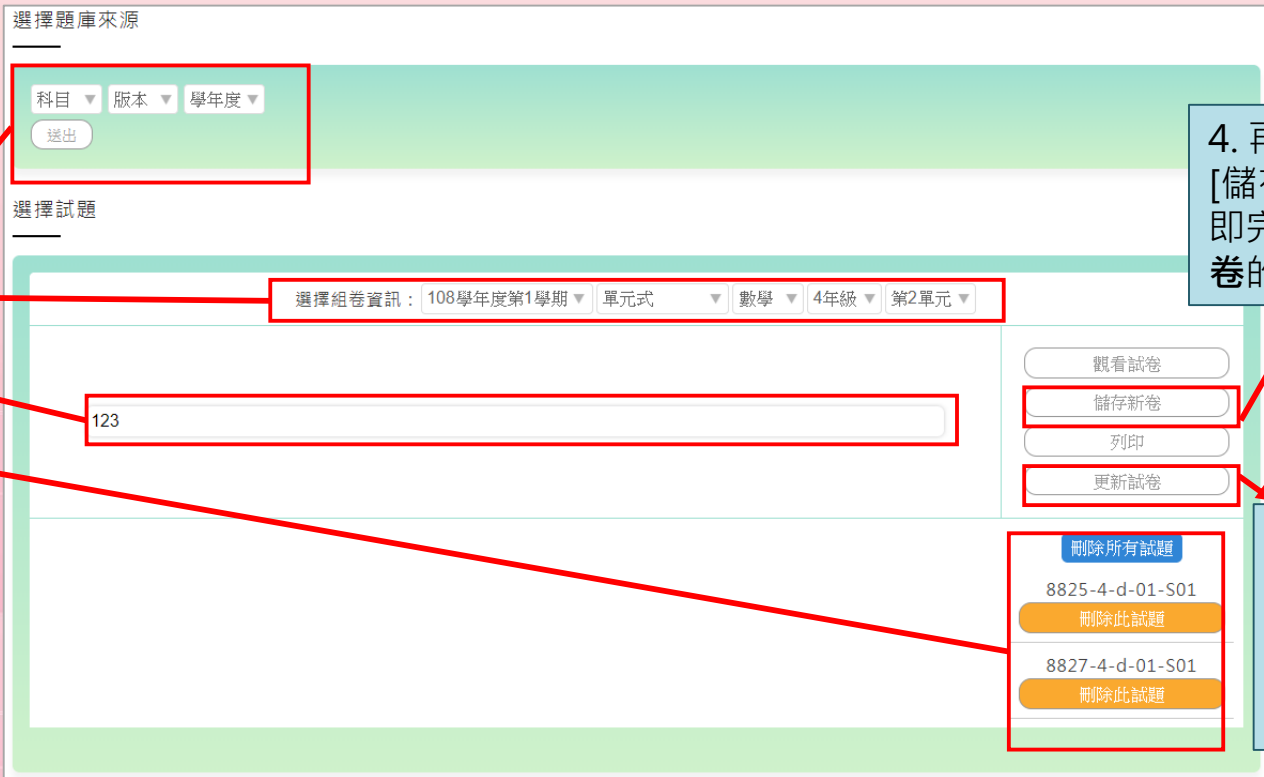 選擇題庫來源
科目 版本 學年度
送出
4.
[儲
選擇試題
即
卷的
選擇組卷資訊：108學年度第1學期 單元式 數學 4年級 第2單元
觀看試卷
儲存新卷
123
列印
更新試卷
刪除所有試題
8825-4-d-01-S01
刪除此試題
8827-4-d-01-S01
刪除此試題